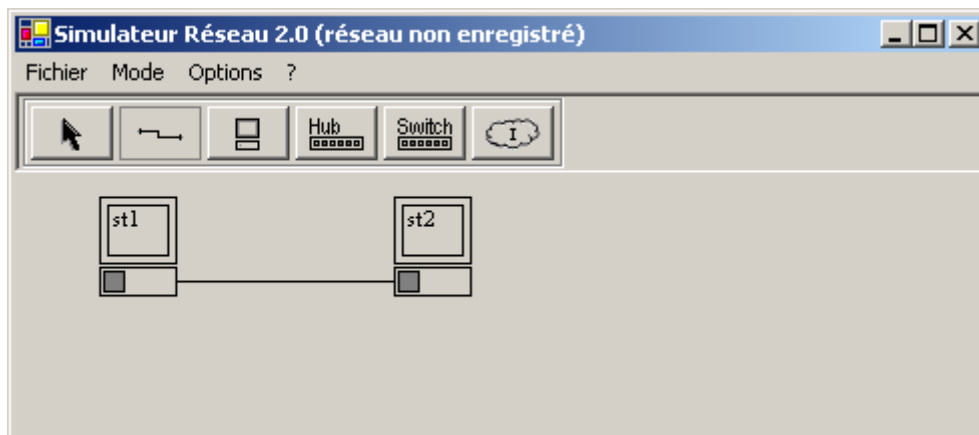 Simulateur Réseau 2.0 (réseau non enregistré)
Fichier Mode Options ?
Hub Switch I
st1 st2